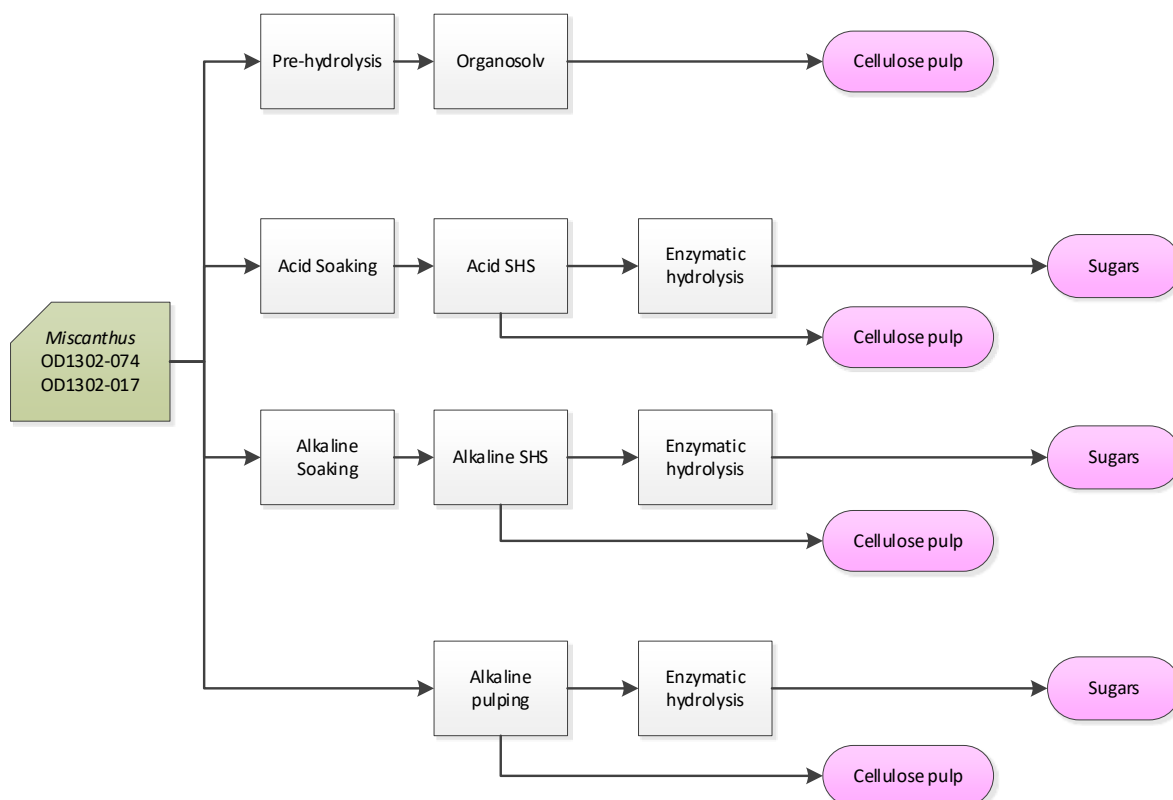 Pre-hydrolysis
Organosolv
Cellulose pulp
Acid Soaking
Acid SHS
Enzymatic
hydrolysis
Sugars
Cellulose pulp
Miscanthus
OD1302-074
OD1302-017
Alkaline
Soaking
Alkaline SHS
Enzymatic
hydrolysis
Sugars
Cellulose pulp
Alkaline
pulping
Enzymatic
hydrolysis
Sugars
Cellulose pulp